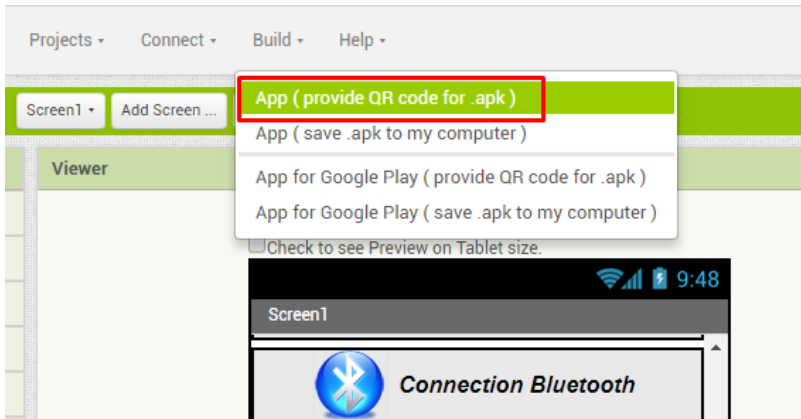 Projects Connect Build Help
App ( provide QR code for .apk )
Screen1 Add Screen ...
App ( save .apk to my computer )
Viewer
App for Google Play ( provide QR code for .apk )
App for Google Play ( save .apk to my computer )
Check to see Preview on Tablet size.
9:48
Screen1
Connection Bluetooth